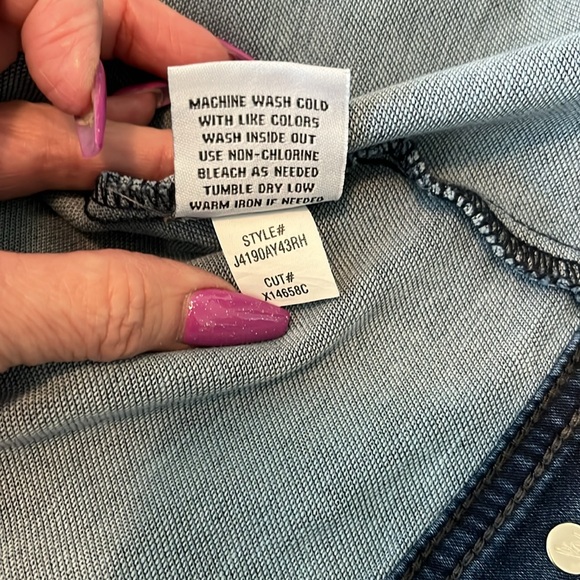 MACHINE WASH COLD
WITH LIKE COLORS
WASH INSIDE OUT
USE NON-CHLORINE
BLEACH AS NEEDED
TUMBLE DRY LOW
WARM IRON IF NEEDED
STYLE#
J4190AY43RH
CUT#
X14658C